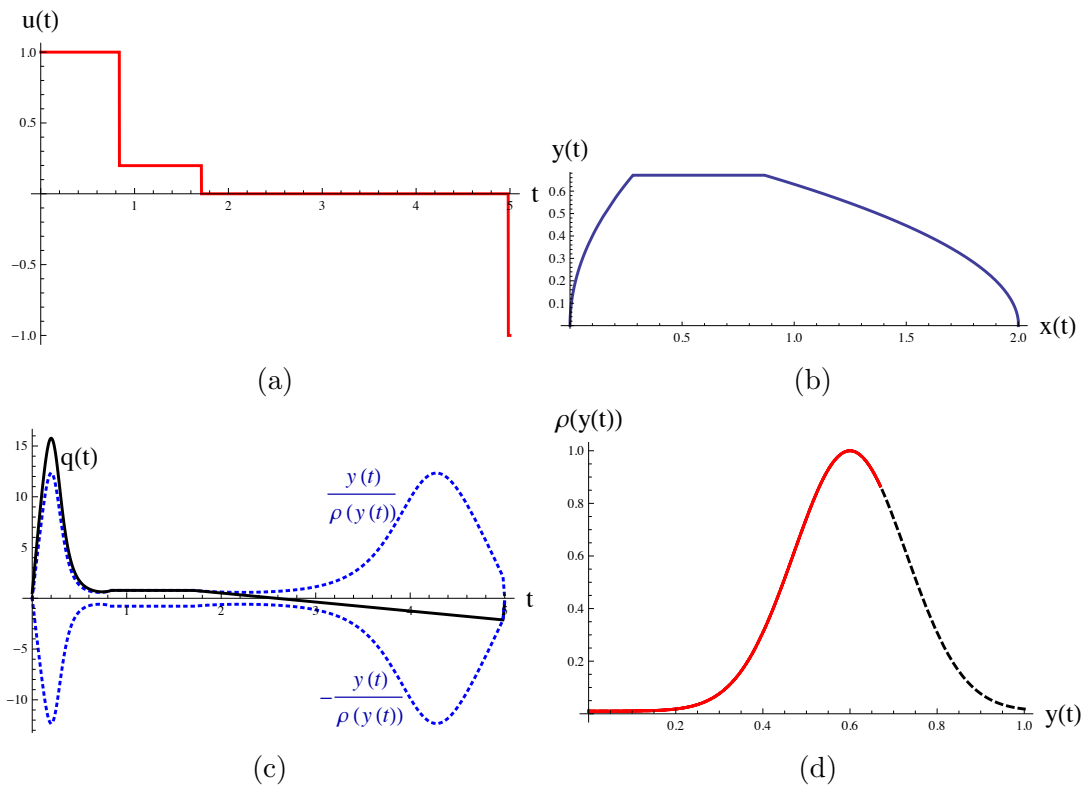 u(t)
1.0
0.5
1 2 3 4 5 t
−0.5
−1.0
(a)
y(t)
0.6
0.5
0.4
0.3
0.2
0.1
0.5 1.0 1.5 2.0 x(t)
(b)
15
10
5
−5
−10
q(t)
y(t)
ρ(y(t))
1 2 3 4 5 t
− y(t)
ρ(y(t))
(c)
ρ(y(t))
1.0
0.8
0.6
0.4
0.2
0.2 0.4 0.6 0.8 1.0 y(t)
(d)